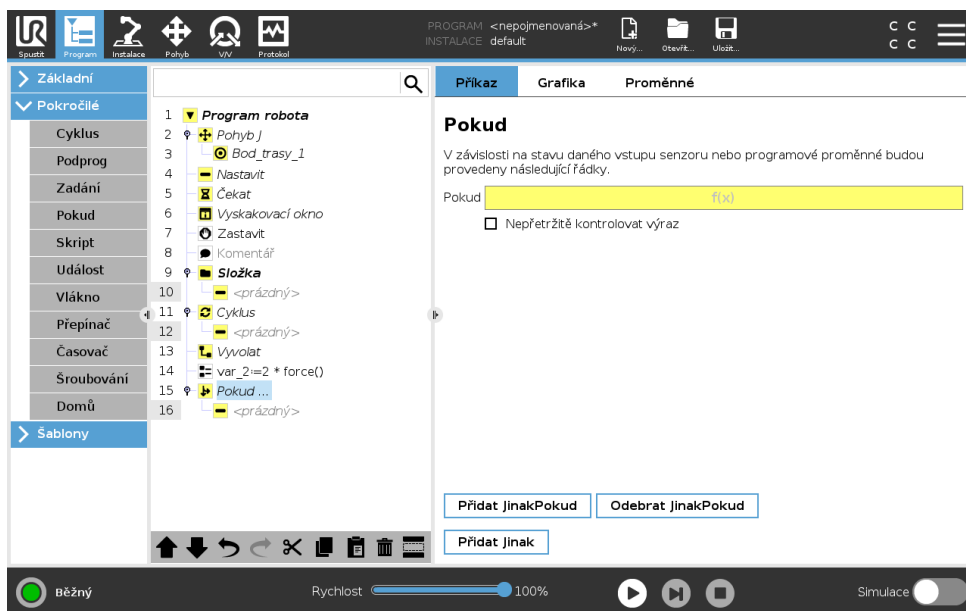 PROGRAM <nepojmenovaná>*
INSTALACE default
Spustit Program Instalace Pohyb V/V Protokol Nový... Otevřít... Uložit...
C C
C C
Základní
Pokročilé
Cyklus
Podprog
Zadání
Pokud
Skript
Událost
Vlákno
Přepínač
Časovač
Šroubování
Domů
Šablony
1 Program robota
2 Pohyb J
3 Bod_trasy_1
4 Nastavit
5 Čekat
6 Vyskakovací okno
7 Zastavit
8 Komentář
9 Složka
10 <prázdný>
11 Cyklus
12 <prázdný>
13 Vyvolat
14 var_2:=2 * force()
15 Pokud ...
16 <prázdný>
Příkaz Grafika Proměnné
Pokud
V závislosti na stavu daného vstupu senzoru nebo programové proměnné budou
provedeny následující řádky.
Pokud f(x)
Nepřetržitě kontrolovat výraz
Přidat JinakPokud Odebrat JinakPokud
Přidat Jinak
Běžný Rychlost 100% Simulace